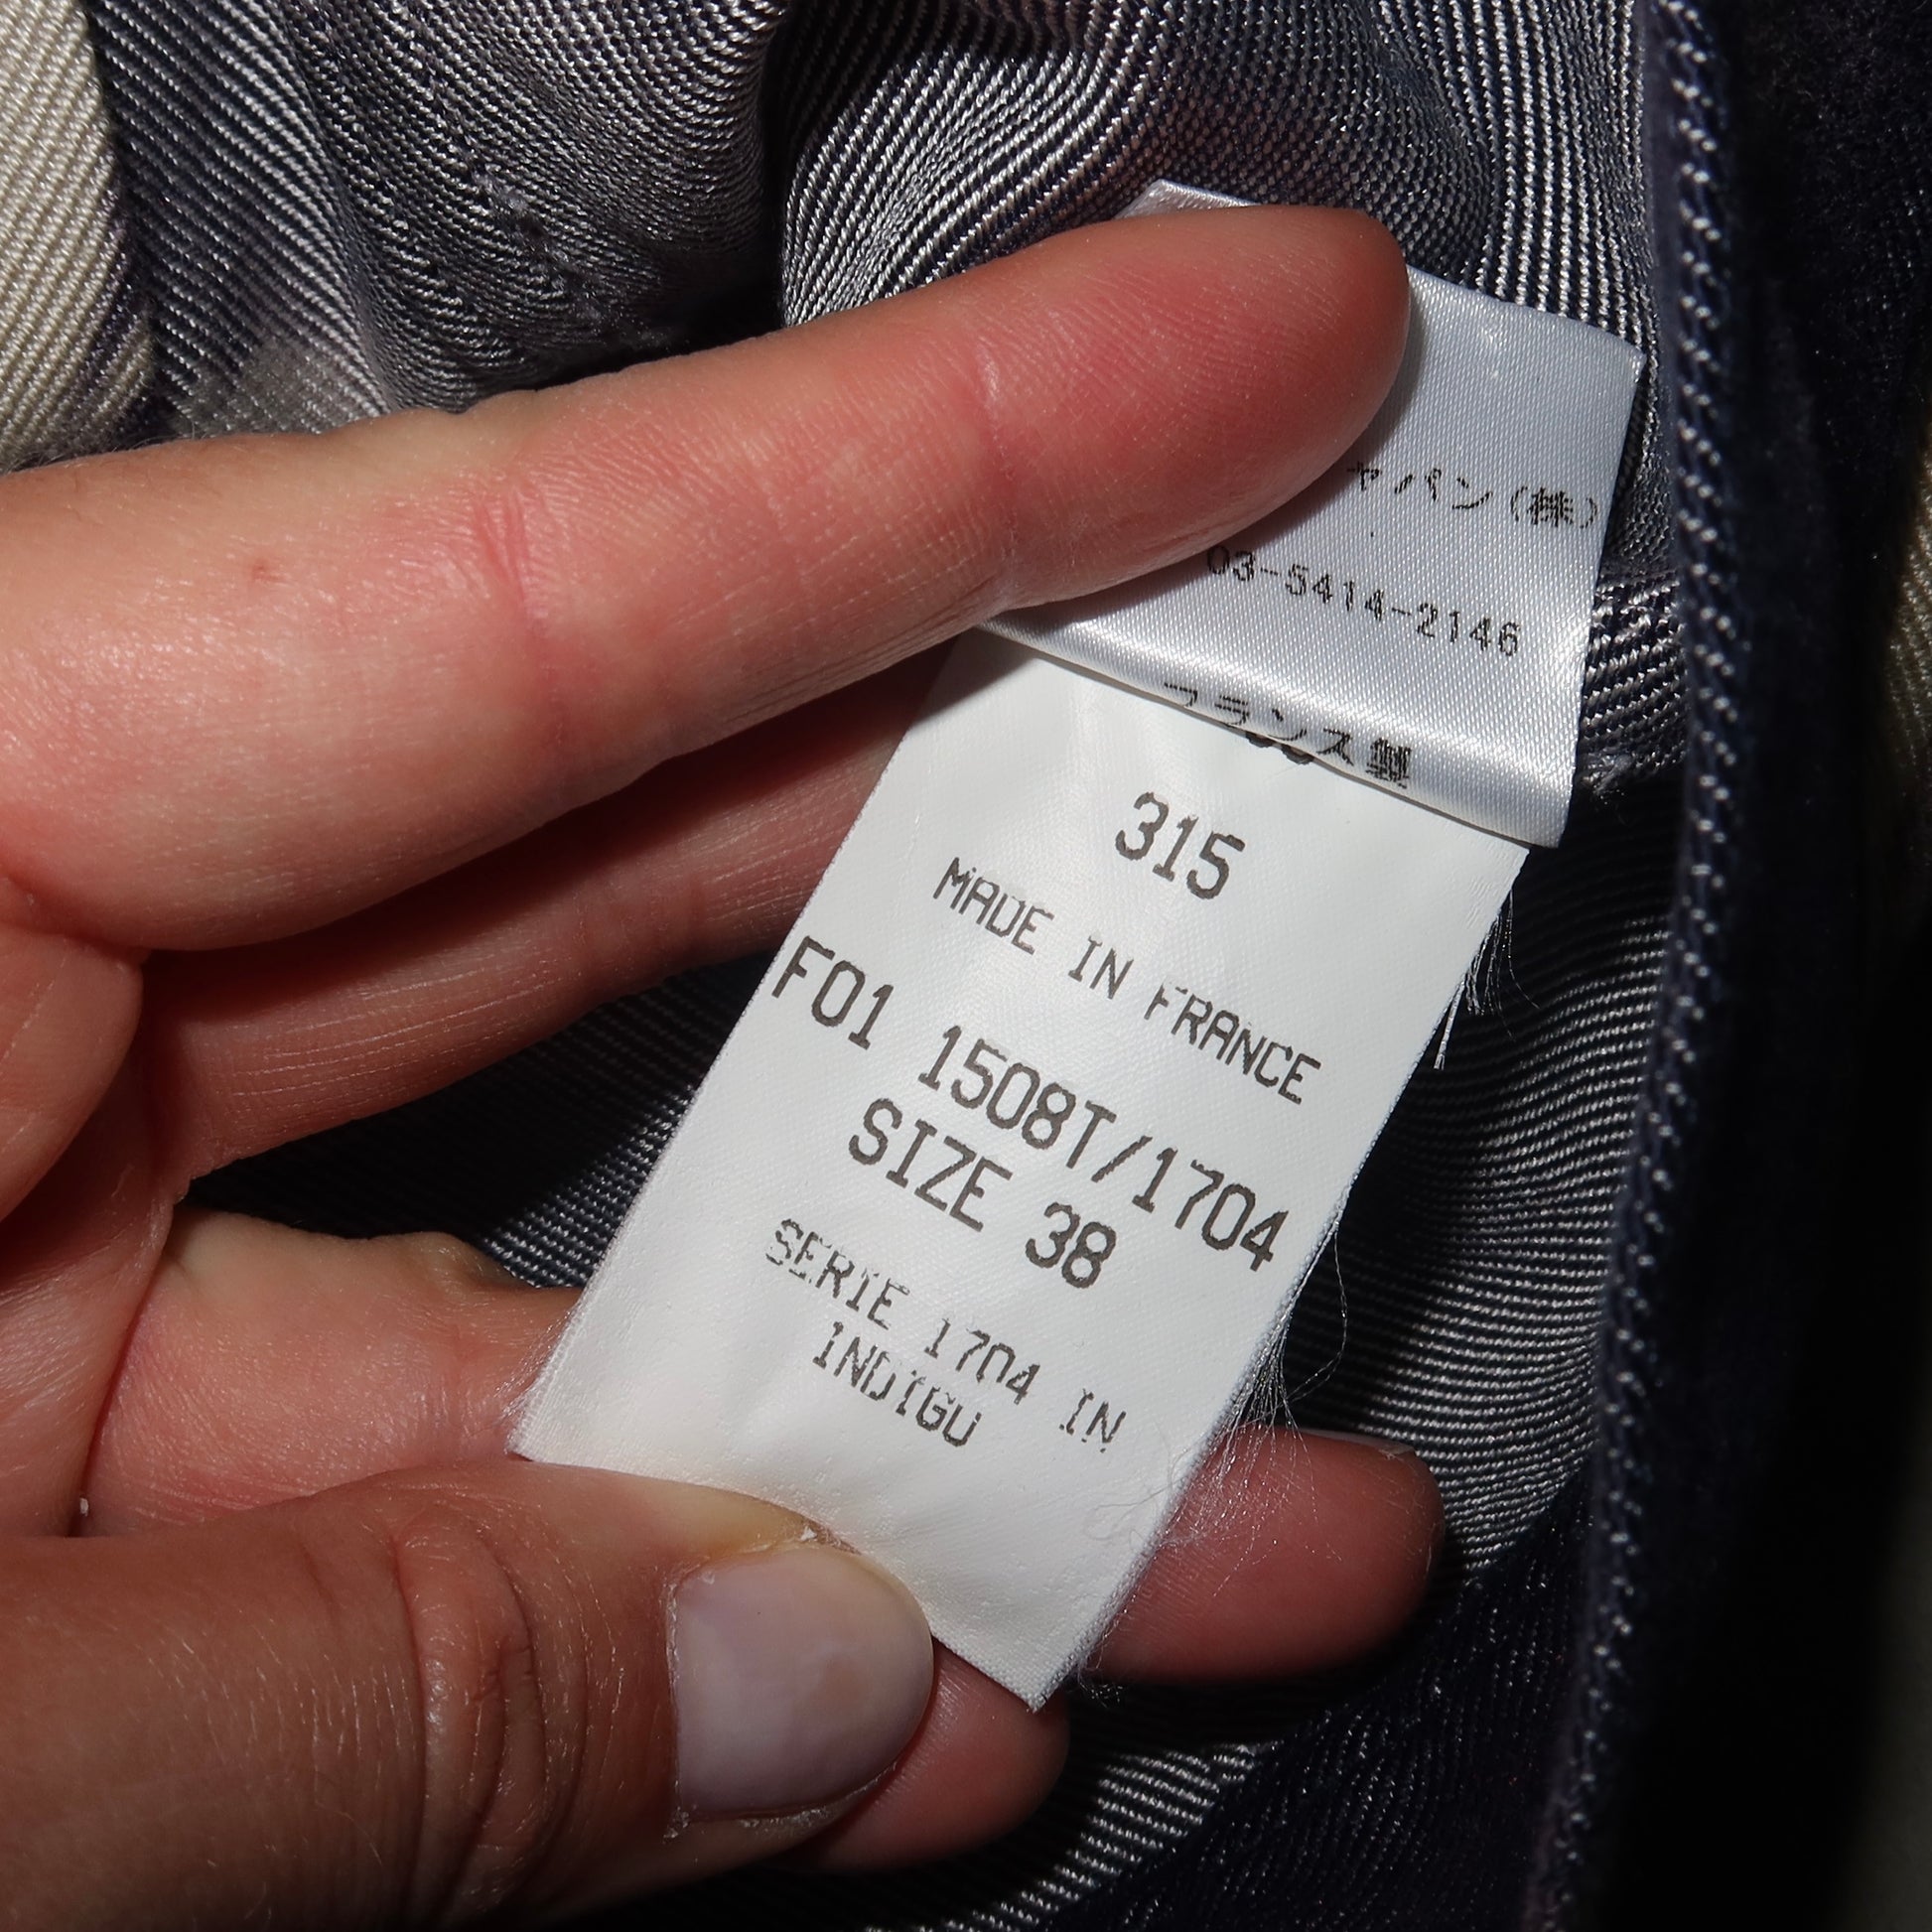 ャパン(株)
03-5414-2146
フランス製
315
MADE IN FRANCE
F01 1508T/1704
SIZE 38
SERIE 1704 IN
INDIGO